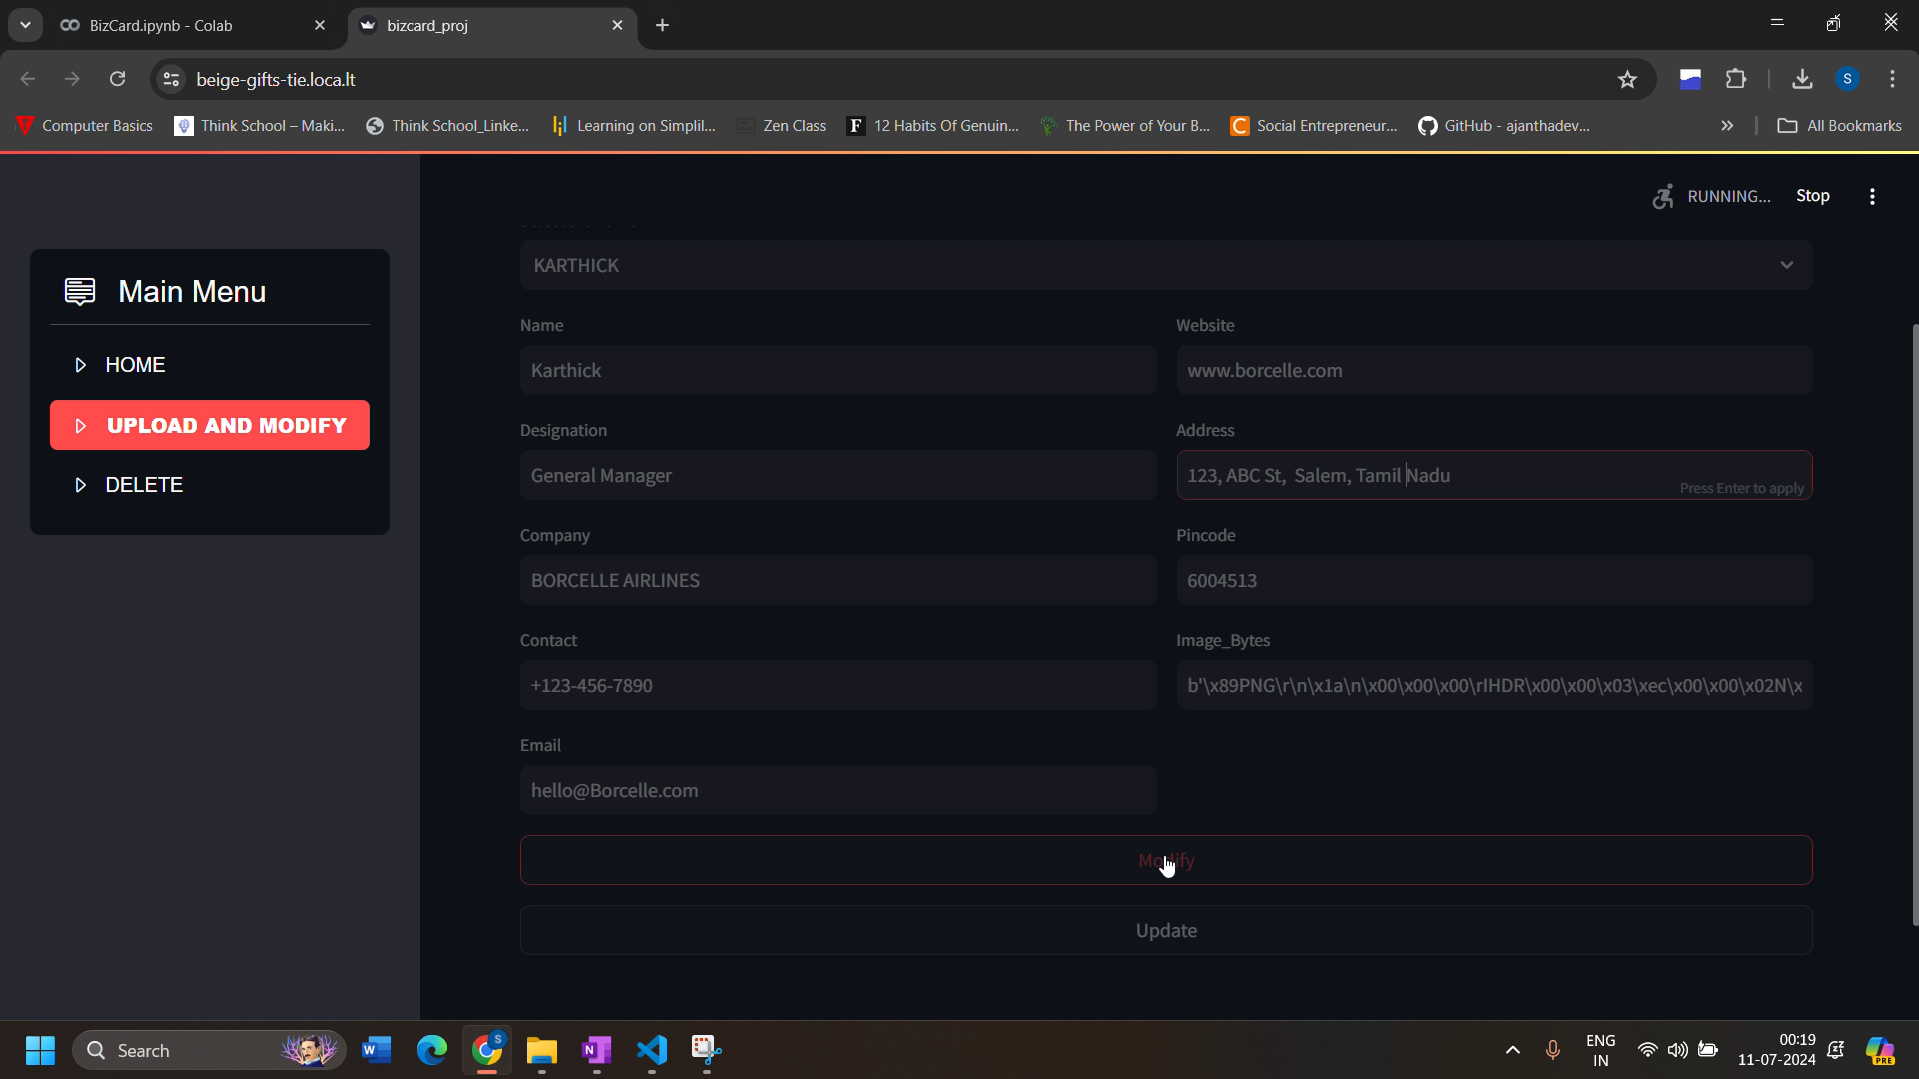 BizCard.ipynb - Colab
bizcard_proj
beige-gifts-tie.loca.lt
S
Computer Basics
Think School – Maki...
Think School_Linke...
Learning on Simplil...
Zen Class
12 Habits Of Genuin...
The Power of Your B...
Social Entrepreneur...
GitHub - ajanthadev...
All Bookmarks
RUNNING...
Stop
Main Menu
HOME
UPLOAD AND MODIFY
DELETE
KARTHICK
Name
Karthick
Website
www.borcelle.com
Designation
General Manager
Address
123, ABC St,  Salem, Tamil Nadu
Press Enter to apply
Company
BORCELLE AIRLINES
Pincode
6004513
Contact
+123-456-7890
Image_Bytes
b'\x89PNG\r\n\x1a\n\x00\x00\x00\rIHDR\x00\x00\x03\xec\x00\x00\x02N\x
Email
hello@Borcelle.com
Modify
Update
Search
ENG
IN
00:19
11-07-2024
PRE